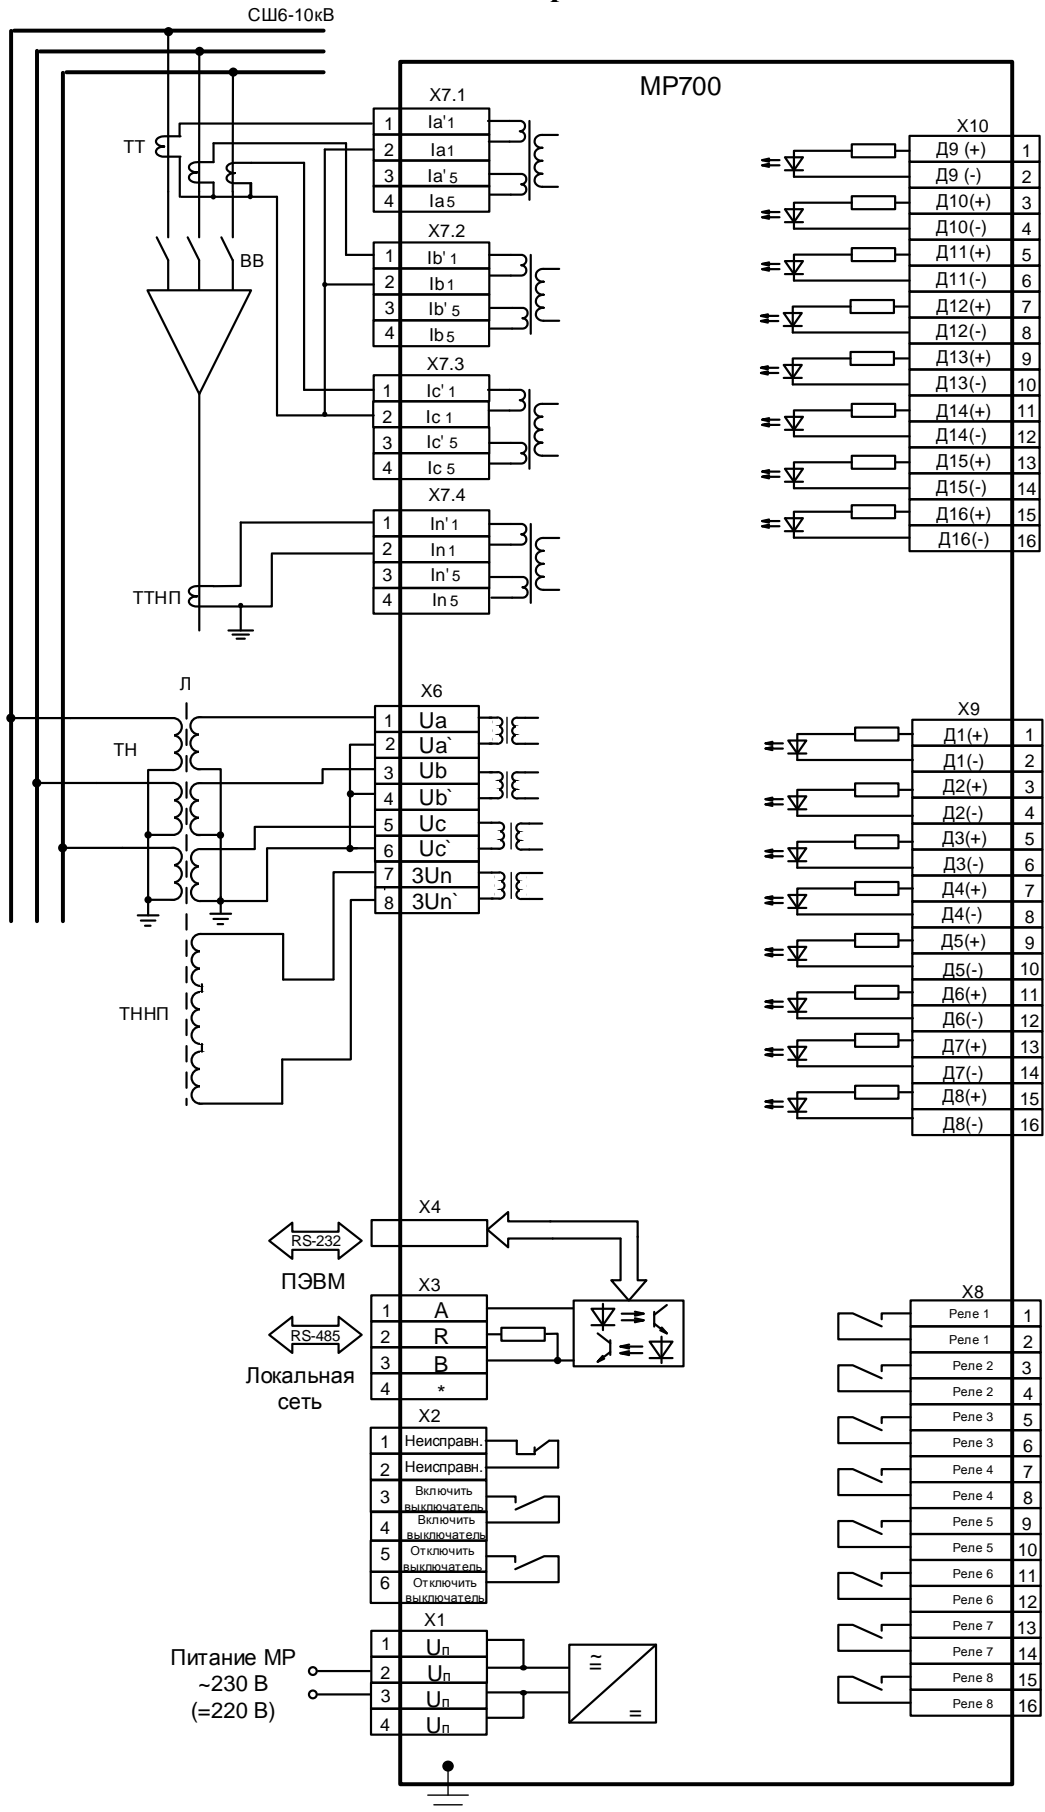 СШ6-10кВ
МР700
ТТ
ВВ
ТТНП
X7.1
1 Ia'1
2 Ia1
3 Ia'5
4 Ia5
X7.2
1 Ib'1
2 Ib1
3 Ib'5
4 Ib5
X7.3
1 Ic'1
2 Ic1
3 Ic'5
4 Ic5
X7.4
1 In'1
2 In1
3 In'5
4 In5
X10
Д9 (+) 1
Д9 (-) 2
Д10(+) 3
Д10(-) 4
Д11(+) 5
Д11(-) 6
Д12(+) 7
Д12(-) 8
Д13(+) 9
Д13(-) 10
Д14(+) 11
Д14(-) 12
Д15(+) 13
Д15(-) 14
Д16(+) 15
Д16(-) 16
Л
ТН
ТННП
X6
1 Ua
2 Ua`
3 Ub
4 Ub`
5 Uc
6 Uc`
7 3Un
8 3Un`
X9
Д1(+) 1
Д1(-) 2
Д2(+) 3
Д2(-) 4
Д3(+) 5
Д3(-) 6
Д4(+) 7
Д4(-) 8
Д5(+) 9
Д5(-) 10
Д6(+) 11
Д6(-) 12
Д7(+) 13
Д7(-) 14
Д8(+) 15
Д8(-) 16
X4
RS-232
ПЭВМ
X3
RS-485
Локальная
сеть
1 A
2 R
3 B
4 *
X2
1 Неисправн.
2 Неисправн.
3 Включить
выключатель
4 Включить
выключатель
5 Отключить
выключатель
6 Отключить
выключатель
X1
Питание МР
~230 В
(=220 В)
1 Uп
2 Uп
3 Uп
4 Uп
≃
=
X8
Реле 1 1
Реле 1 2
Реле 2 3
Реле 2 4
Реле 3 5
Реле 3 6
Реле 4 7
Реле 4 8
Реле 5 9
Реле 5 10
Реле 6 11
Реле 6 12
Реле 7 13
Реле 7 14
Реле 8 15
Реле 8 16